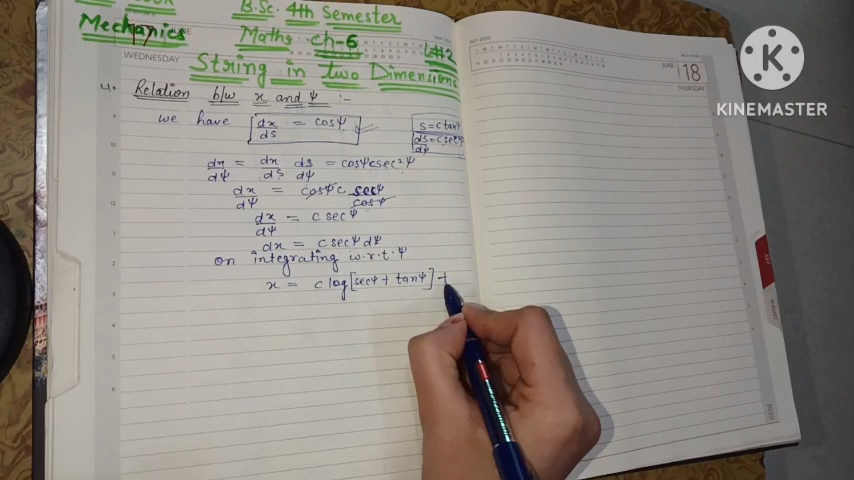 B.Sc. 4th Semester
Mechanics Maths ch-6 L#2
WEDNESDAY
String in two Dimensions
Relation b/w x and ψ :-
we have dx/ds = cosψ
s = c tanψ
ds/dψ = c sec²ψ
dx/dψ = dx/ds ds/dψ = cosψ c sec²ψ
dx/dψ = cosψ c secψ/cosψ
dx/dψ = c secψ
dx = c secψ dψ
on integrating w.r.t. ψ
x = c log[secψ + tanψ] +
JUNE 18
THURSDAY
KINEMASTER